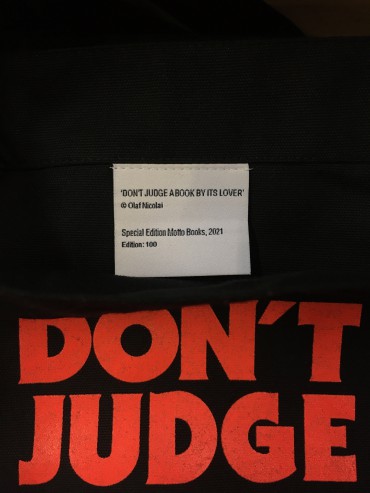 'DON'T JUDGE A BOOK BY ITS LOVER'
© Olaf Nicolai
Special Edition Motto Books, 2021
Edition: 100
DON'T
JUDGE